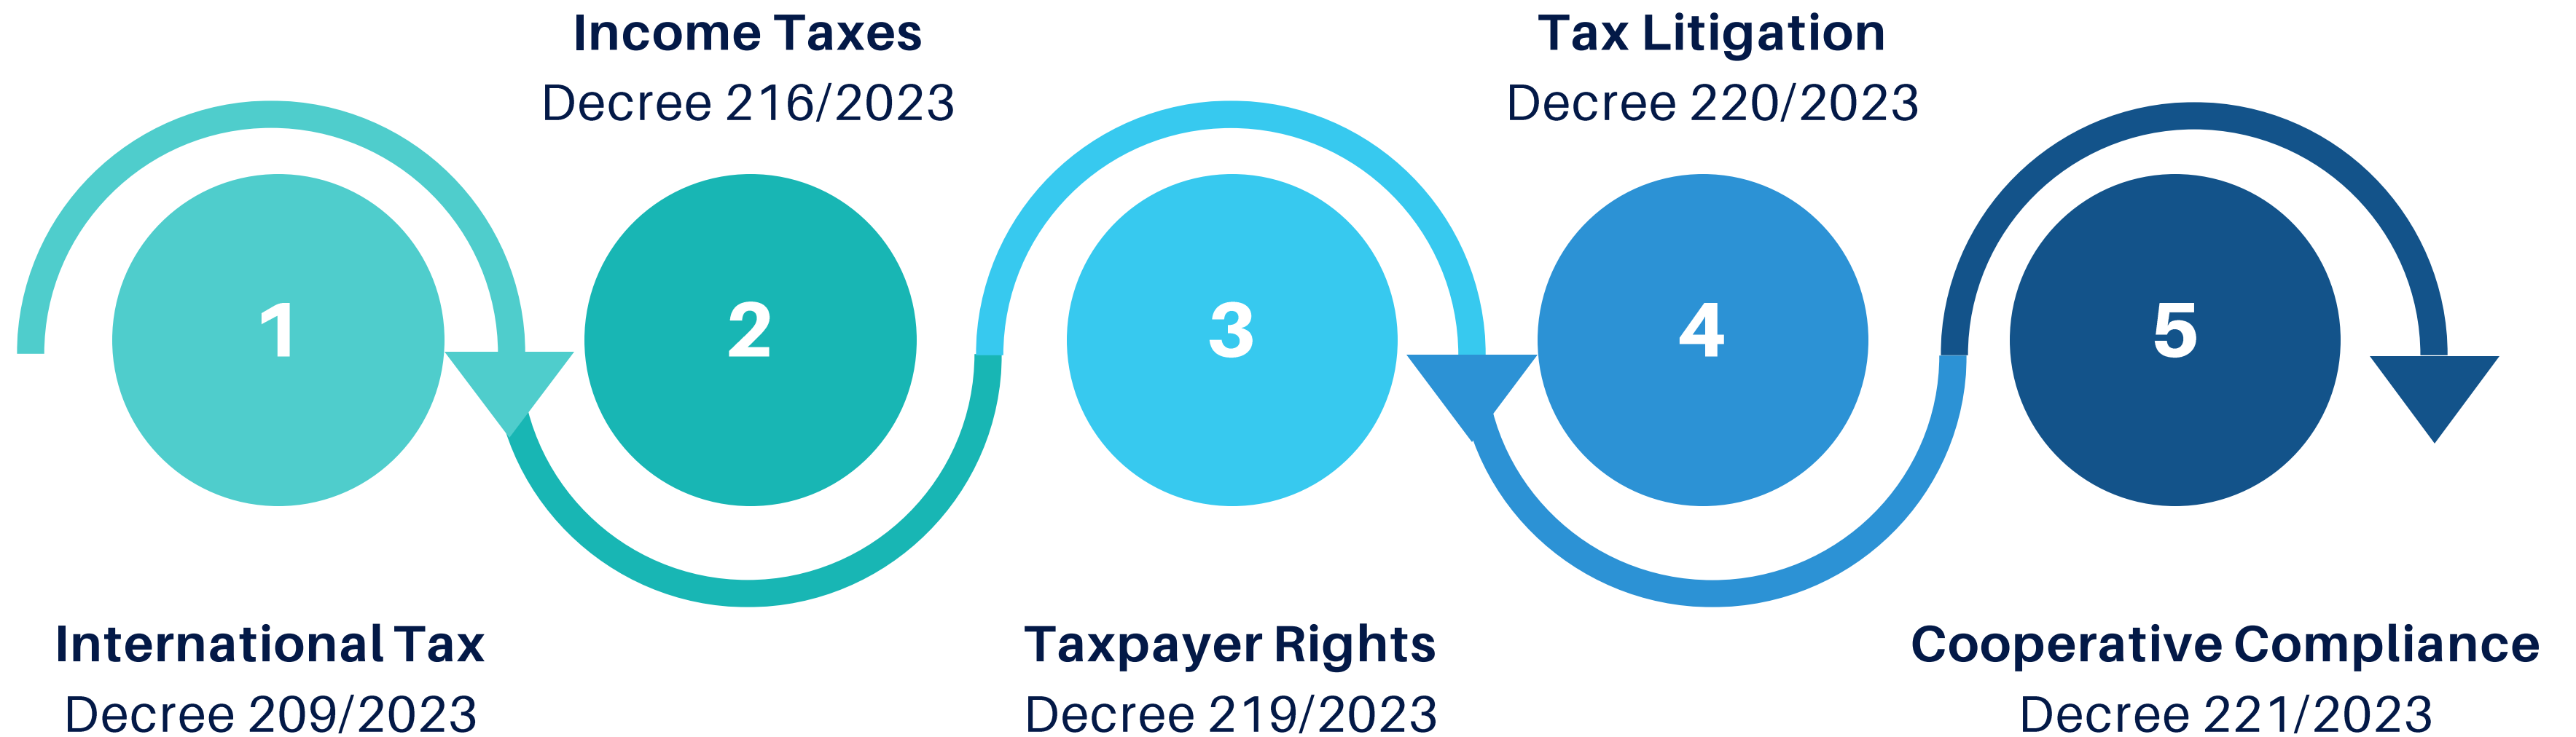 Income Taxes
Decree 216/2023
Tax Litigation
Decree 220/2023
1
2
3
4
5
International Tax
Decree 209/2023
Taxpayer Rights
Decree 219/2023
Cooperative Compliance
Decree 221/2023